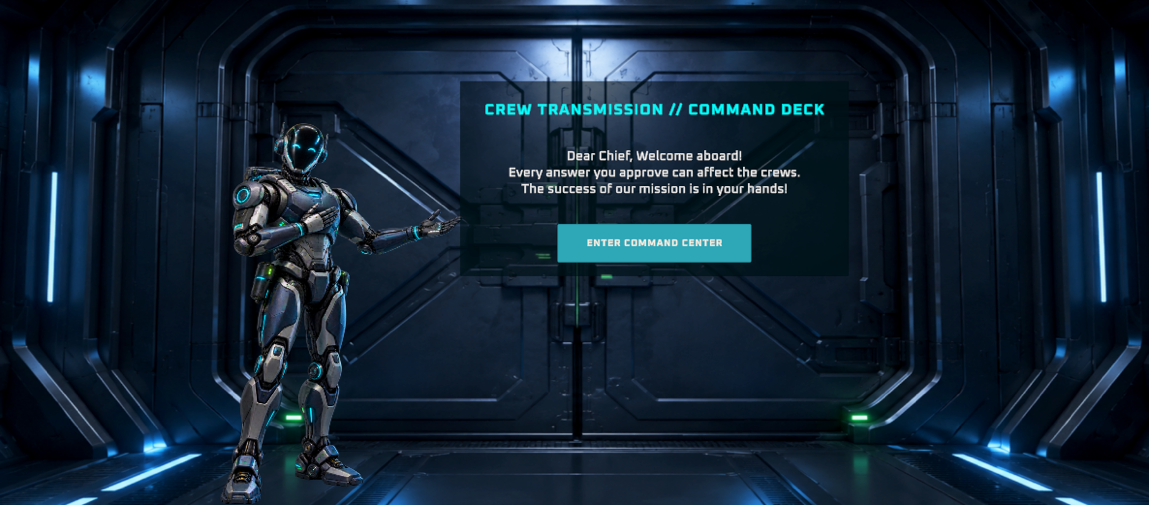 CREW TRANSMISSION // COMMAND DECK
Dear Chief, Welcome aboard!
Every answer you approve can affect the crews.
The success of our mission is in your hands!
ENTER COMMAND CENTER